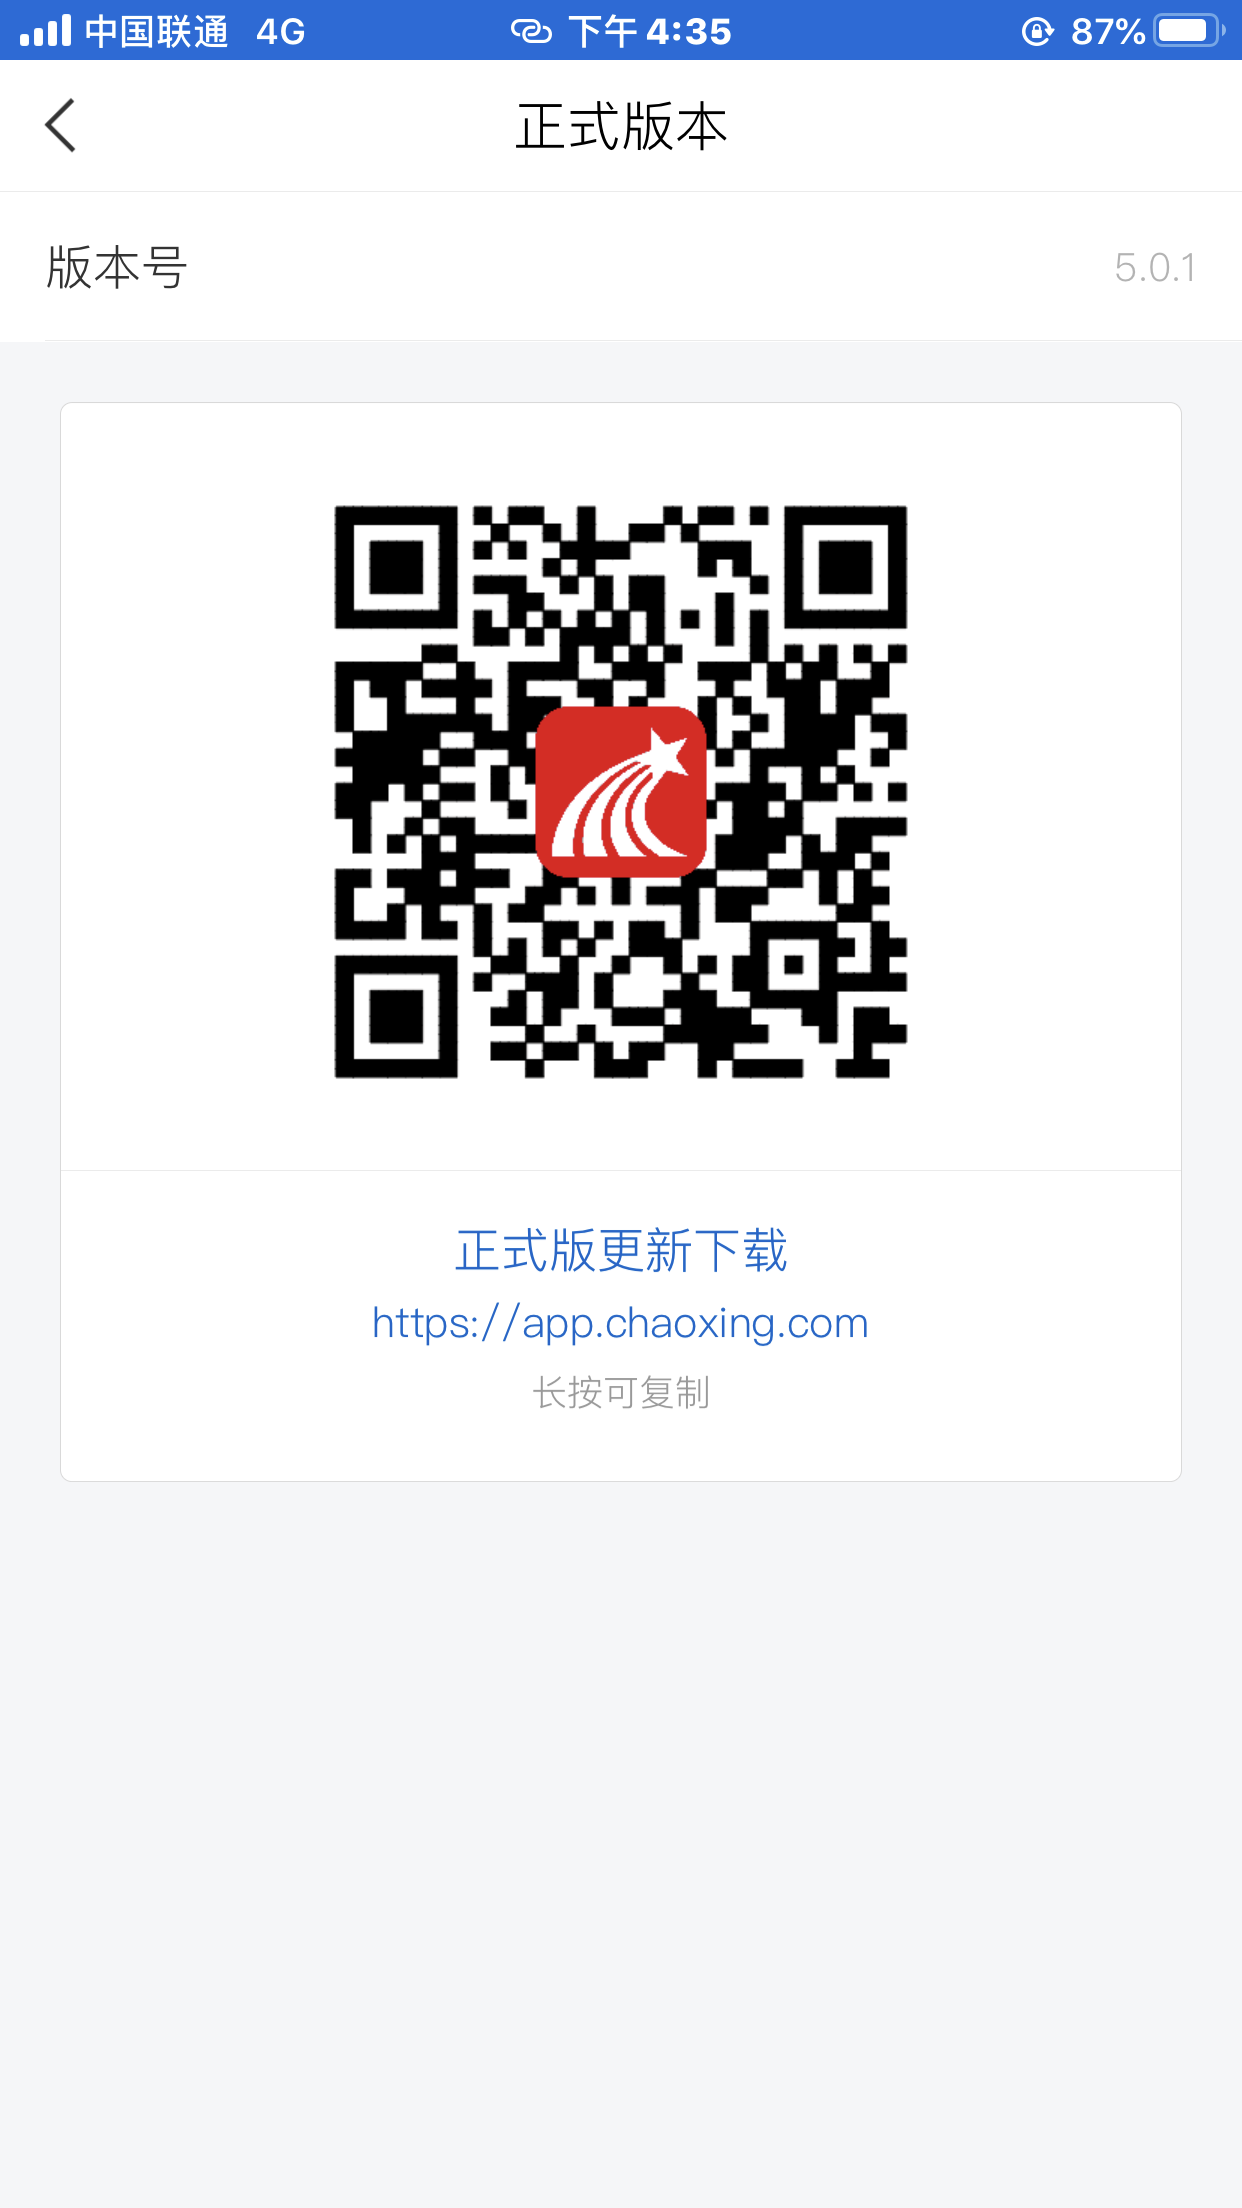 中国联通 4G 下午 4:35 87%
正式版本
版本号 5.0.1
正式版更新下载
https://app.chaoxing.com
长按可复制